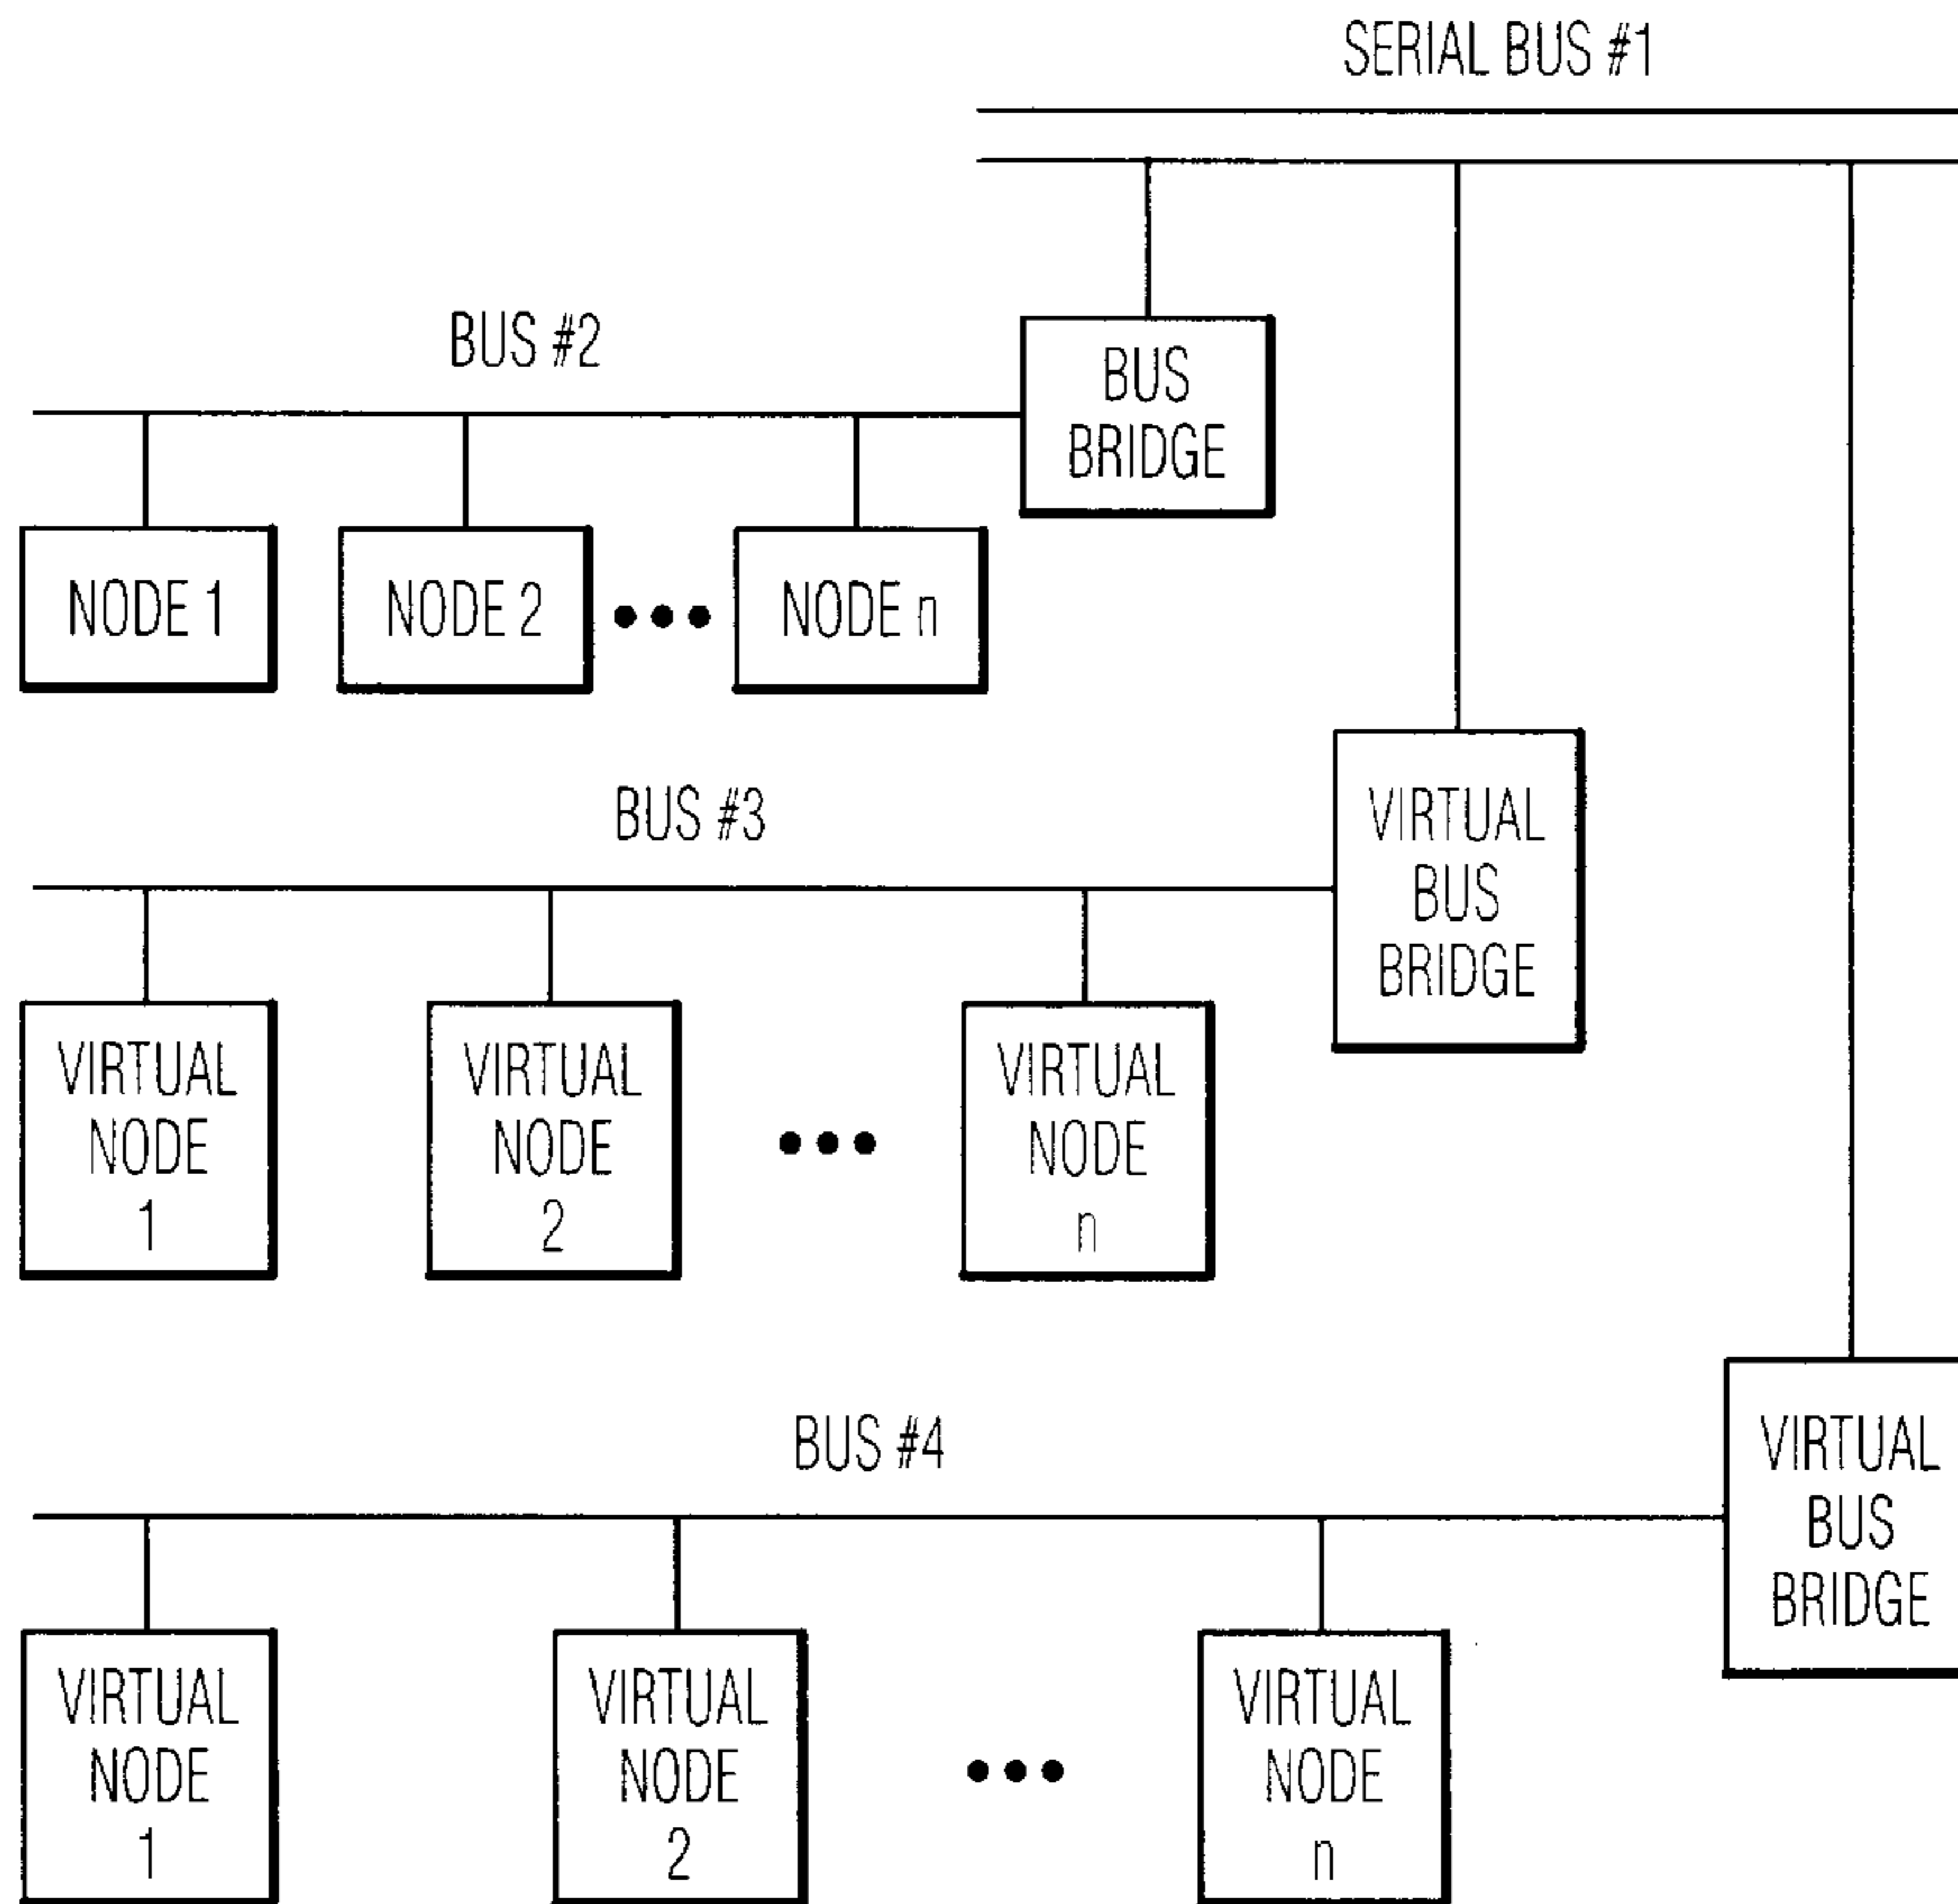 SERIAL BUS #1
BUS #2
BUS
BRIDGE
NODE 1
NODE 2
NODE n
BUS #3
VIRTUAL
BUS
BRIDGE
VIRTUAL
NODE
1
VIRTUAL
NODE
2
VIRTUAL
NODE
n
BUS #4
VIRTUAL
BUS
BRIDGE
VIRTUAL
NODE
1
VIRTUAL
NODE
2
VIRTUAL
NODE
n